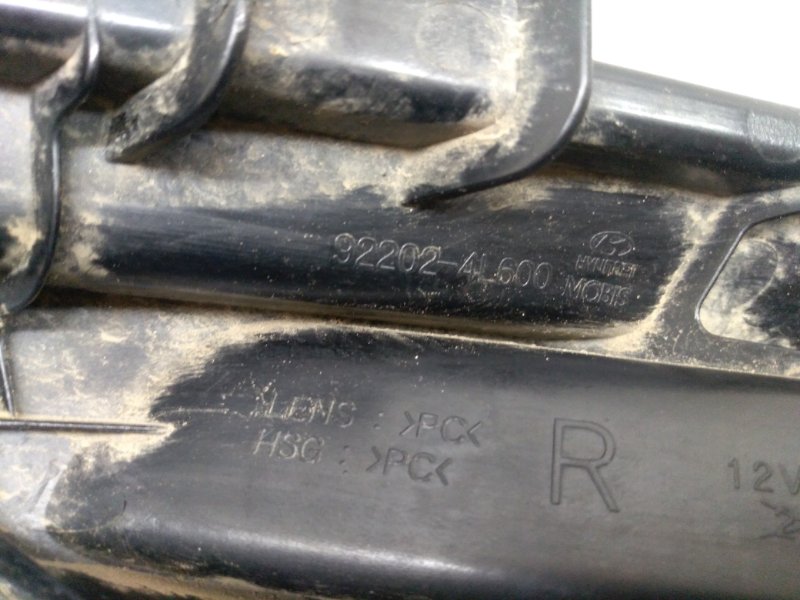 92202-4L600 HYUNDAI
MOBIS
LENS : >PC<
HSG : >PC<
R
12V